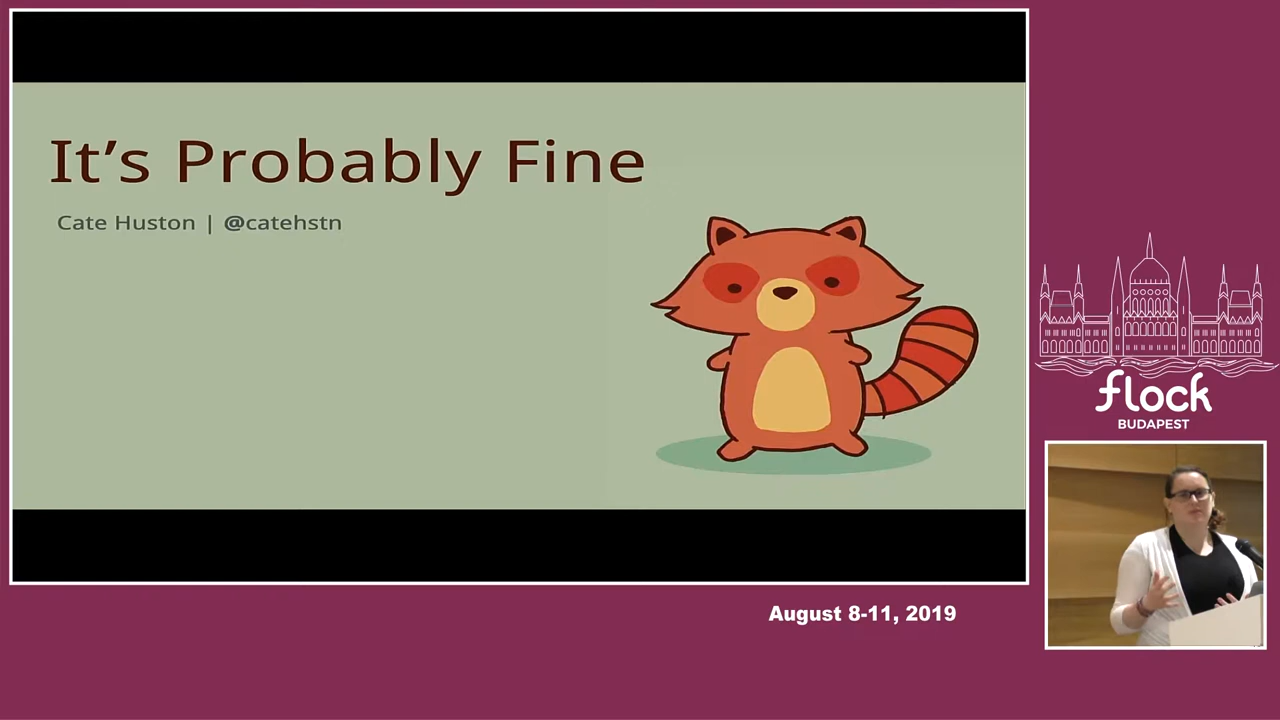 It's Probably Fine
Cate Huston | @catehstn
flock
BUDAPEST
August 8-11, 2019